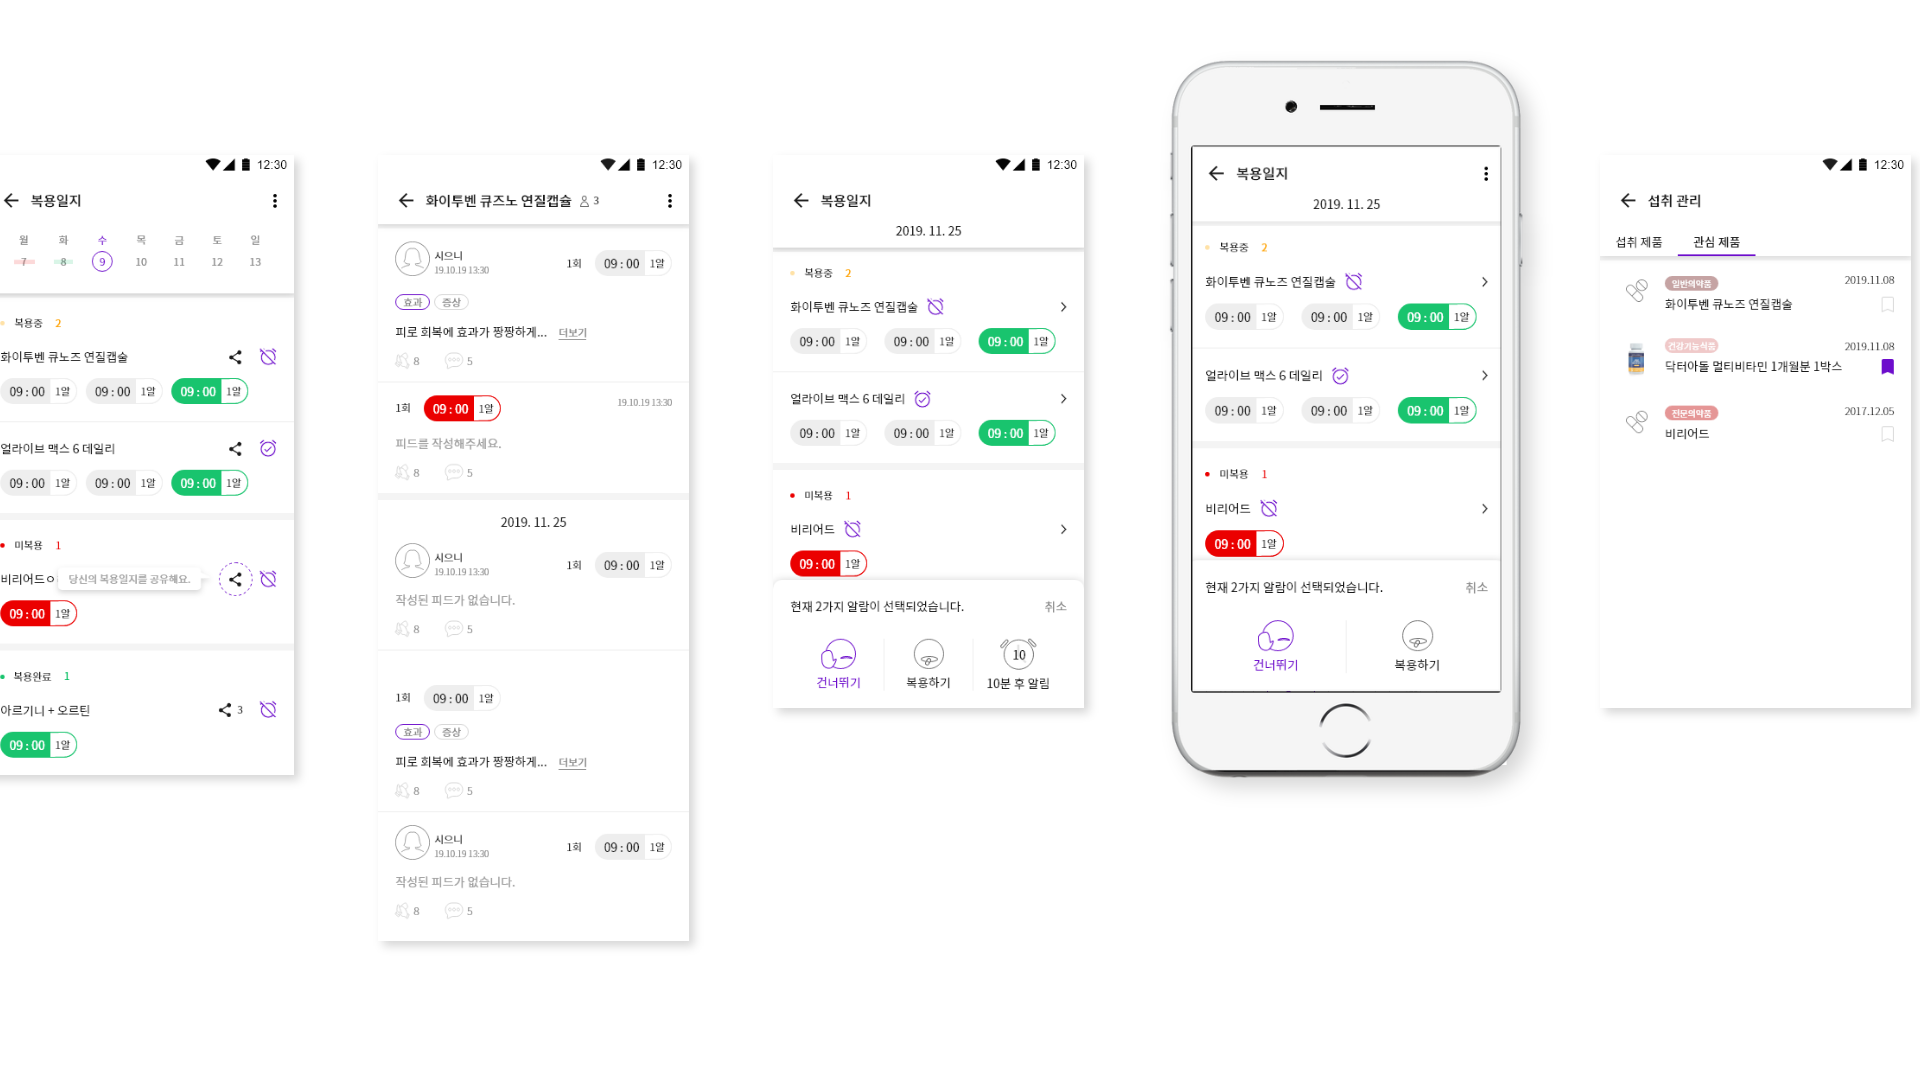 12:30
복용일지
월 화 수 목 금 토 일
7 8 9 10 11 12 13
복용중 2
화이투벤 큐노즈 연질캡슐
09 : 00 1알 09 : 00 1알 09 : 00 1알
얼라이브 맥스 6 데일리
09 : 00 1알 09 : 00 1알 09 : 00 1알
미복용 1
비리어드ㅇ
당신의 복용일지를 공유해요.
09 : 00 1알
복용완료 1
아르기니 + 오르틴 3
09 : 00 1알
12:30
화이투벤 큐즈노 연질캡슐 3
시으니
19.10.19 13:30
1회 09 : 00 1알
효과 증상
피로 회복에 효과가 짱짱하게... 더보기
8 5
1회 09 : 00 1알 19.10.19 13:30
피드를 작성해주세요.
8 5
2019. 11. 25
시으니
19.10.19 13:30
1회 09 : 00 1알
작성된 피드가 없습니다.
8 5
1회 09 : 00 1알
효과 증상
피로 회복에 효과가 짱짱하게... 더보기
8 5
시으니
19.10.19 13:30
1회 09 : 00 1알
작성된 피드가 없습니다.
8 5
12:30
복용일지
2019. 11. 25
복용중 2
화이투벤 큐노즈 연질캡슐
09 : 00 1알 09 : 00 1알 09 : 00 1알
얼라이브 맥스 6 데일리
09 : 00 1알 09 : 00 1알 09 : 00 1알
미복용 1
비리어드
09 : 00 1알
현재 2가지 알람이 선택되었습니다. 취소
10
건너뛰기 복용하기 10분 후 알림
복용일지
2019. 11. 25
복용중 2
화이투벤 큐노즈 연질캡슐
09 : 00 1알 09 : 00 1알 09 : 00 1알
얼라이브 맥스 6 데일리
09 : 00 1알 09 : 00 1알 09 : 00 1알
미복용 1
비리어드
09 : 00 1알
현재 2가지 알람이 선택되었습니다. 취소
건너뛰기 복용하기
12:30
섭취 관리
섭취 제품 관심 제품
일반의약품 2019.11.08
화이투벤 큐노즈 연질캡슐
건강기능식품 2019.11.08
닥터아돌 멀티비타민 1개월분 1박스
전문의약품 2017.12.05
비리어드